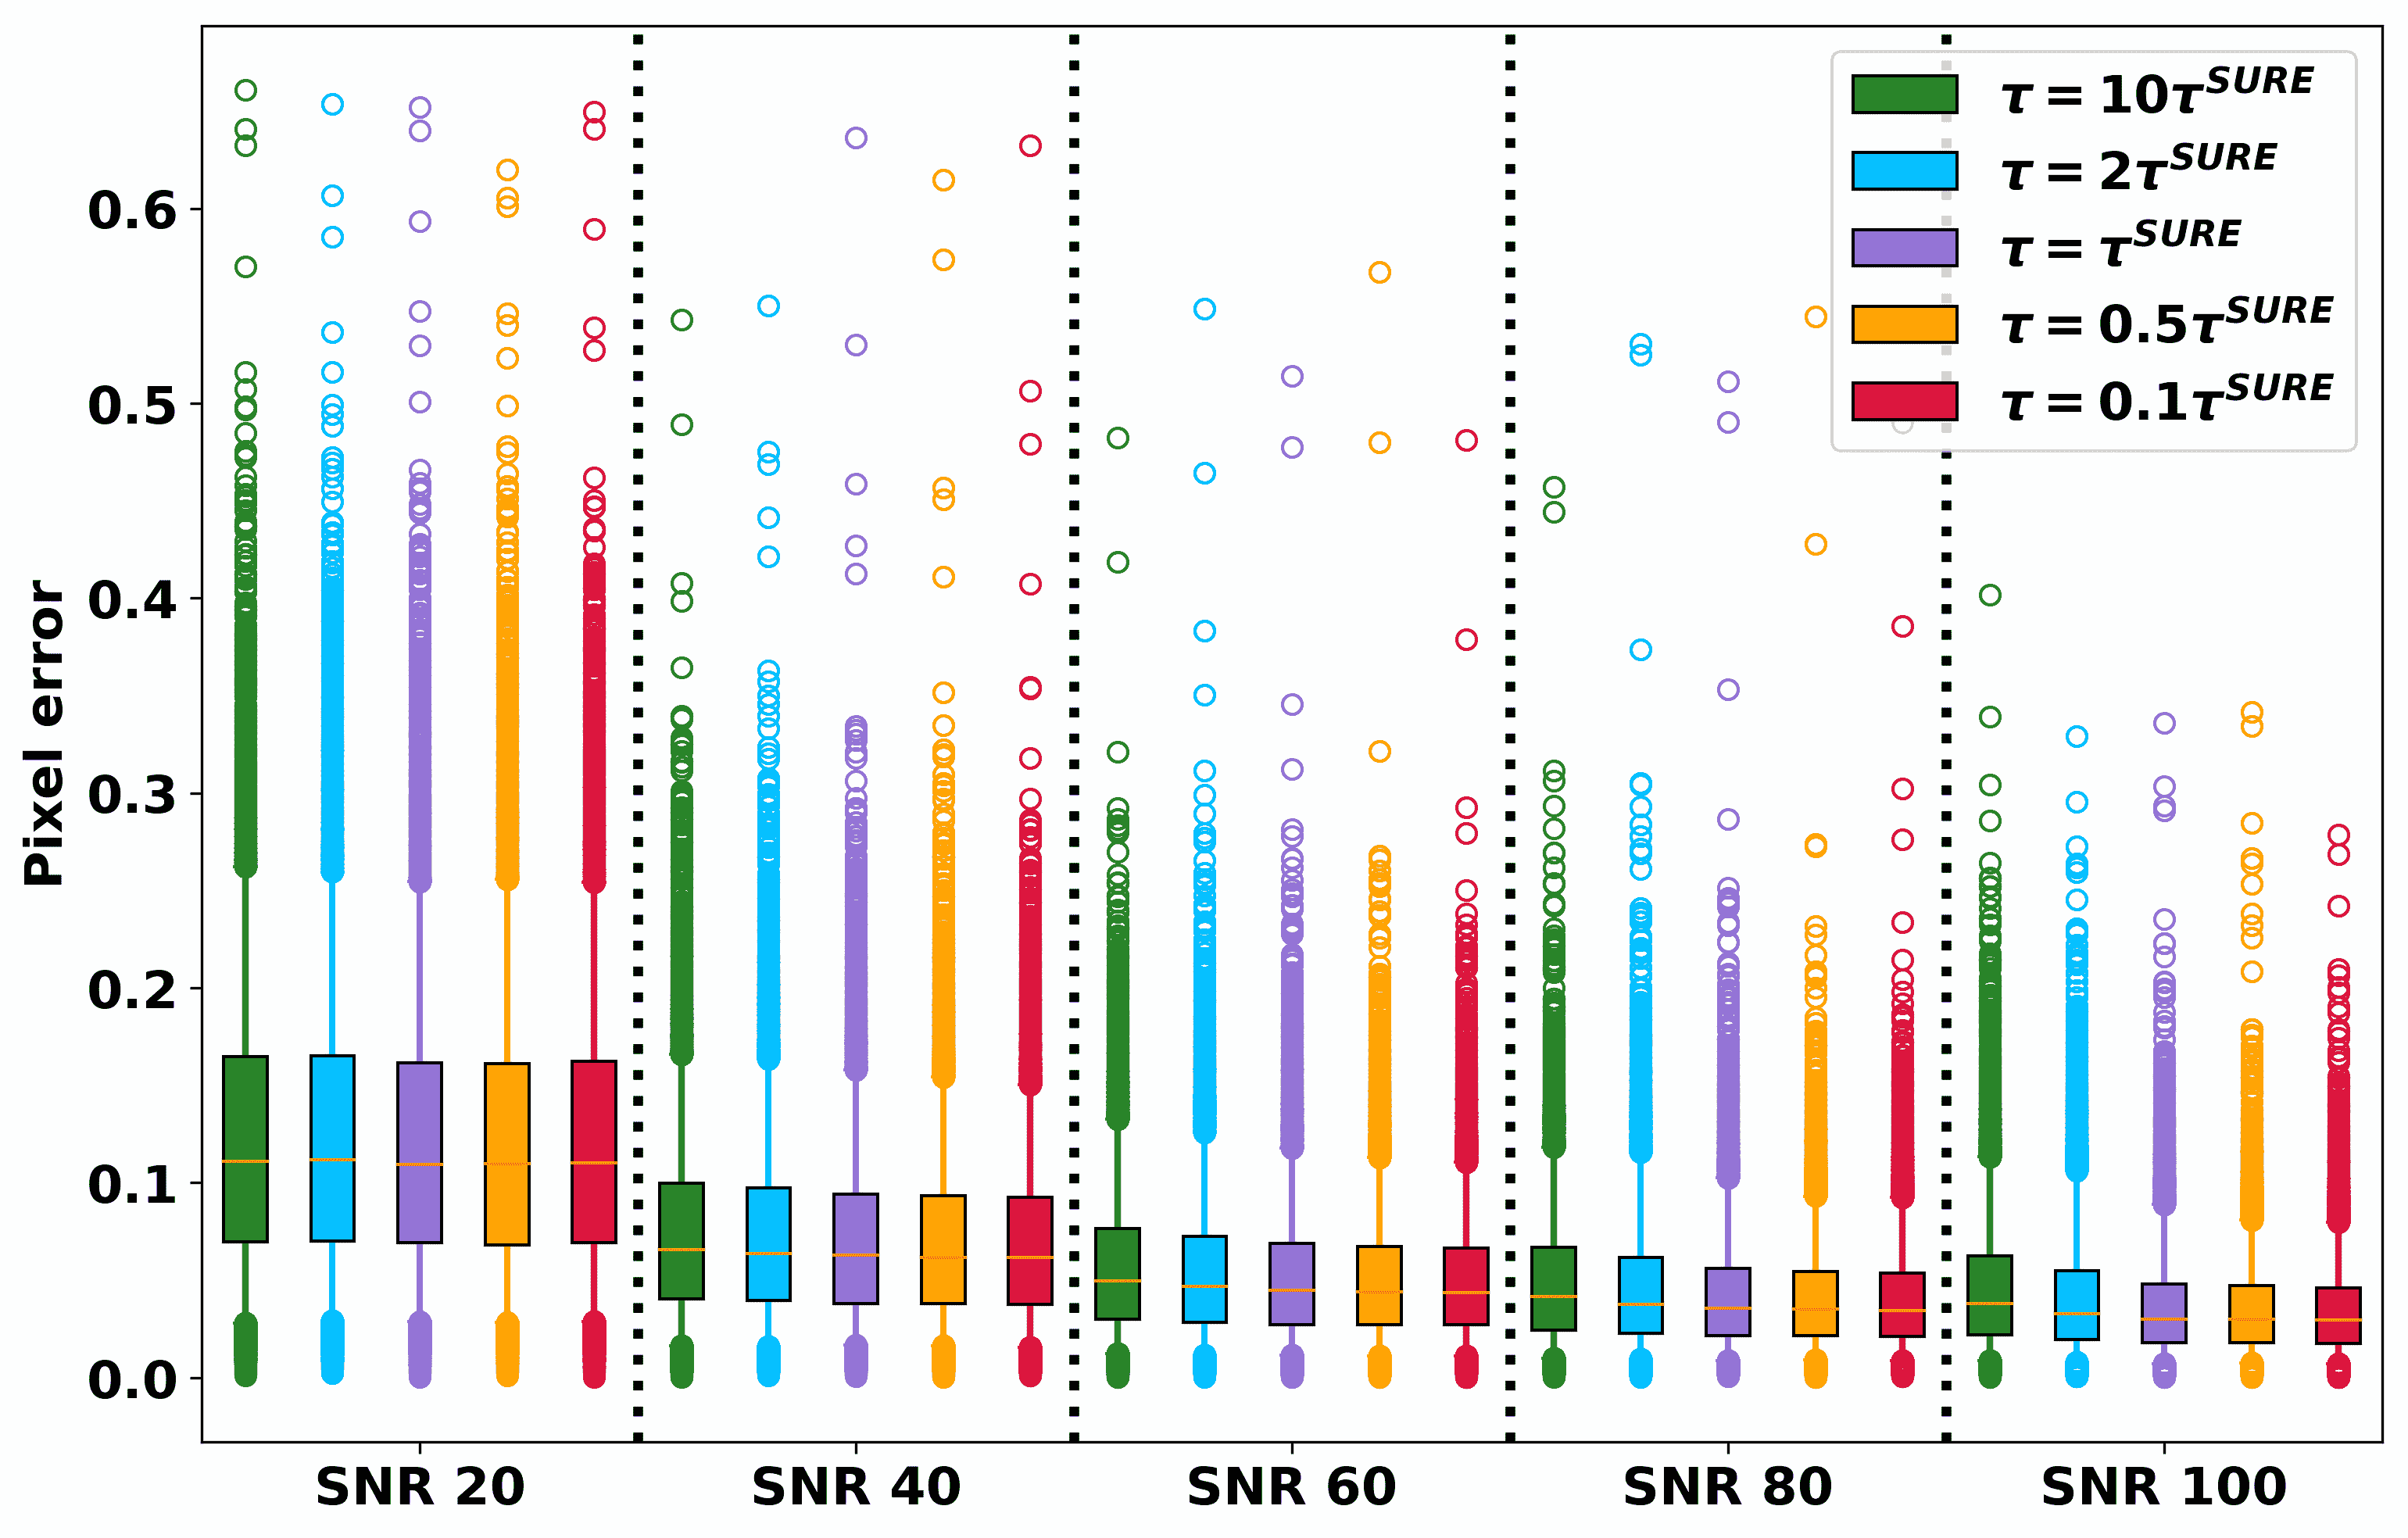 τ = 10τ^SURE
τ = 2τ^SURE
τ = τ^SURE
τ = 0.5τ^SURE
τ = 0.1τ^SURE
Pixel error
0.6
0.5
0.4
0.3
0.2
0.1
0.0
SNR 20
SNR 40
SNR 60
SNR 80
SNR 100